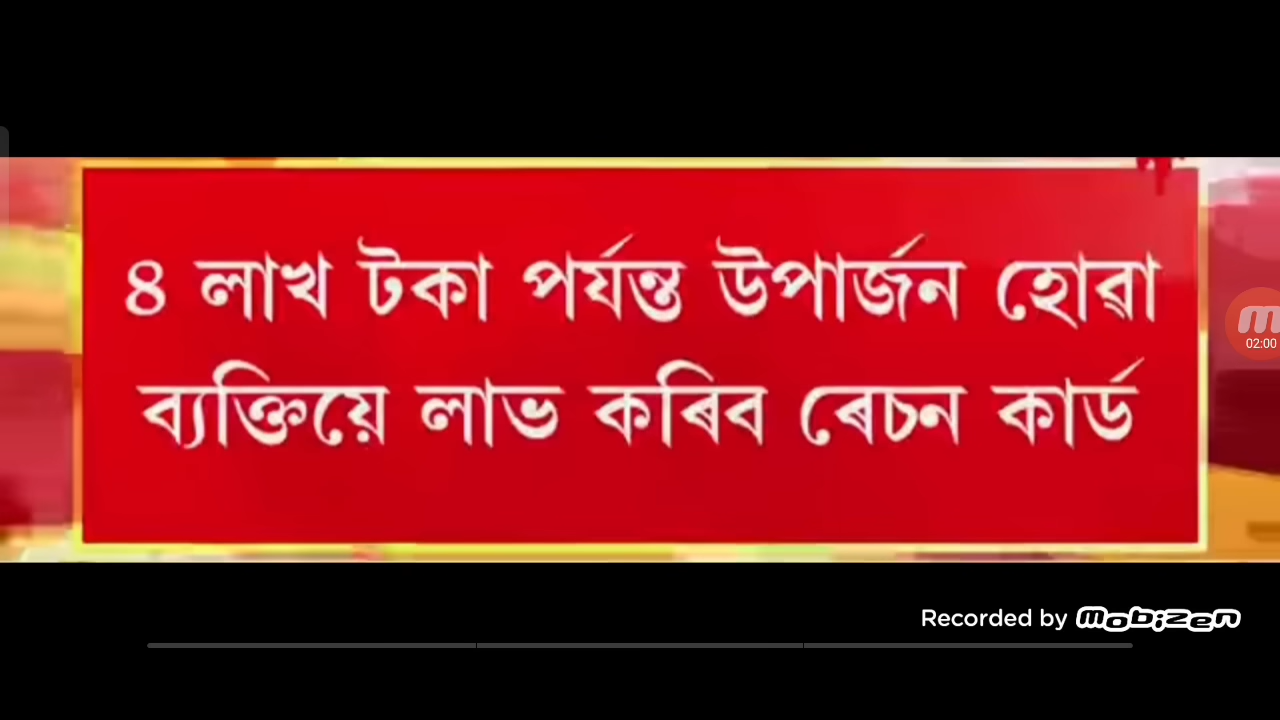 ৪ লাখ টকা পৰ্যন্ত উপাৰ্জন হোৱা
ব্যক্তিয়ে লাভ কৰিব ৰেচন কাৰ্ড
02:00
Recorded by mobizen